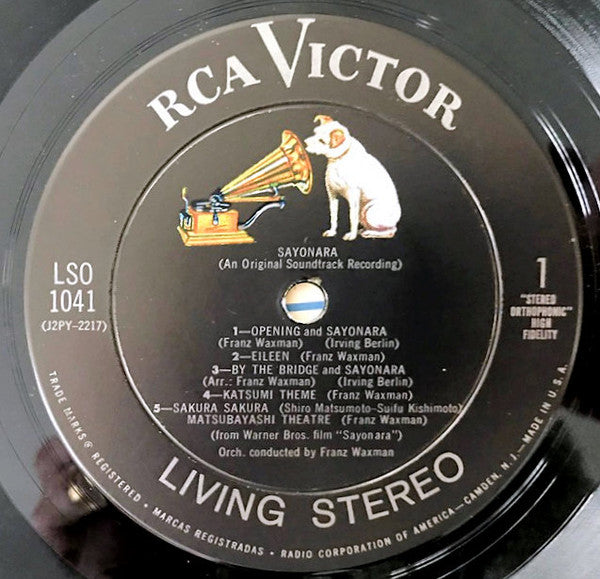 RCA VICTOR
SAYONARA
(An Original Soundtrack Recording)
LSO
1041
(J2PY-2217)
1
"STEREO
ORTHOPHONIC"
HIGH
FIDELITY
1—OPENING and SAYONARA
(Franz Waxman) (Irving Berlin)
2—EILEEN (Franz Waxman)
3—BY THE BRIDGE and SAYONARA
(Arr.: Franz Waxman) (Irving Berlin)
4—KATSUMI THEME (Franz Waxman)
5—SAKURA SAKURA (Shiro Matsumoto-Suifu Kishimoto)
MATSUBAYASHI THEATRE (Franz Waxman)
(from Warner Bros. film "Sayonara")
Orch. conducted by Franz Waxman
LIVING STEREO
TRADE MARKS ® REGISTERED • MARCAS REGISTRADAS • RADIO CORPORATION OF AMERICA—CAMDEN, N. J.—MADE IN U.S.A.